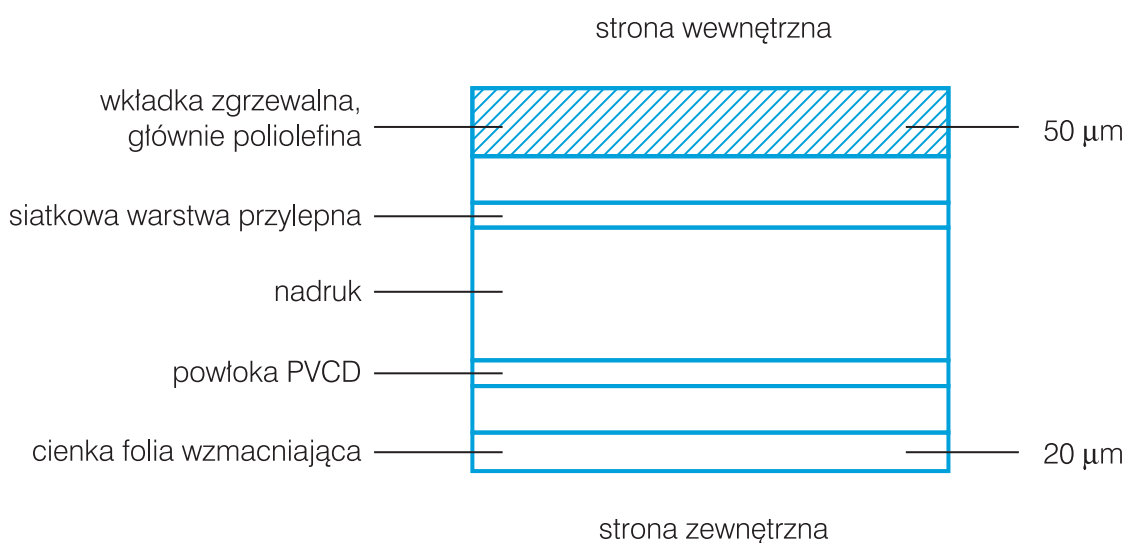 strona wewnętrzna
wkładka zgrzewalna,
głównie poliolefina
50 μm
siatkowa warstwa przylepna
nadruk
powłoka PVCD
cienka folia wzmacniająca
20 μm
strona zewnętrzna